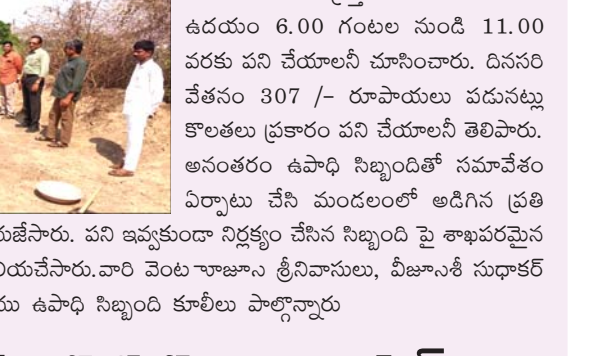 ఉదయం 6.00 గంటల నుండి 11.00
వరకు పని చేయాలనీ చూసించారు. దినసరి
వేతనం 307 /- రూపాయలు పడునట్లు
కొలతలు ప్రకారం పని చేయాలనీ తెలిపారు.
అనంతరం ఉపాధి సిబ్బందితో సమావేశం
ఏర్పాటు చేసి మండలంలో అడిగిన ప్రతి
పని ఇవ్వకుండా నిర్లక్యం చేసిన సిబ్బంది పై శాఖపరమైన
వారి వెంట శ్రీనివాసులు, సుధాకర్
ఉపాధి సిబ్బంది కూలీలు పాల్గొన్నారు